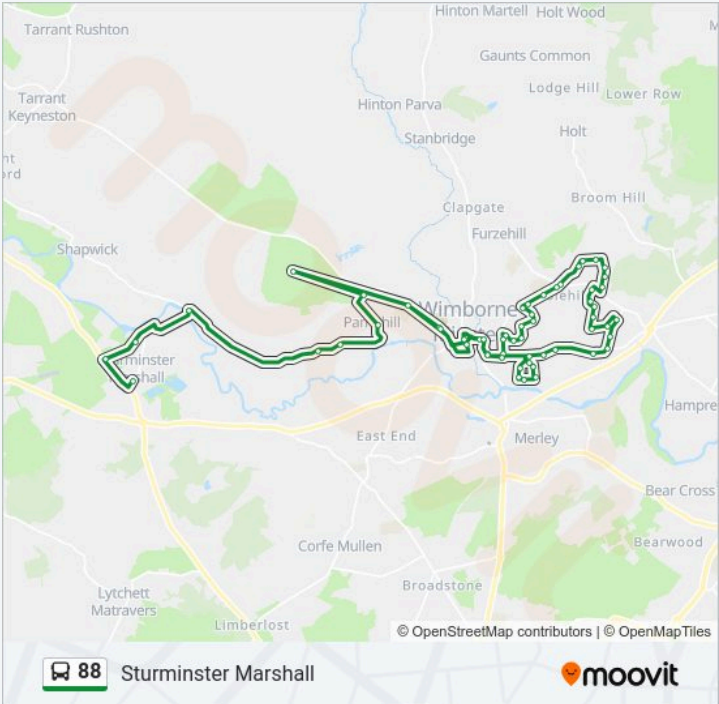 Hinton Martell
Holt Wood
Tarrant Rushton
Gaunts Common
Lodge Hill
Lower Row
Tarrant
Keyneston
Hinton Parva
Holt
Stanbridge
Broom Hill
Clapgate
Furzehill
Shapwick
Wimborne
East End
Merley
Hampre
Bear Cross
Corfe Mullen
Bearwood
Broadstone
Lytchett
Matravers
Limberlost
© OpenStreetMap contributors | © OpenMapTiles
88 Sturminster Marshall
moovit